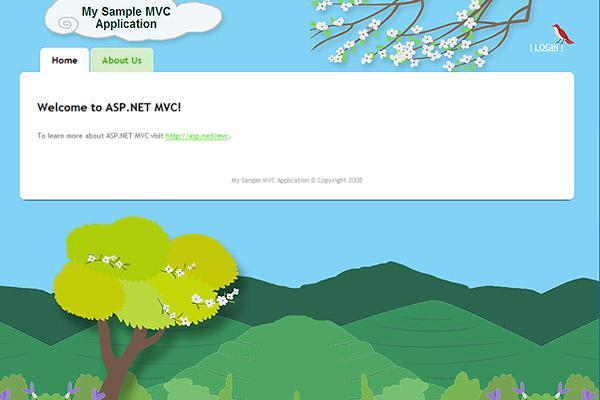 My Sample MVC
Application
[ LOGIN ]
Home
About Us
Welcome to ASP.NET MVC!
To learn more about ASP.NET MVC visit http://asp.net/mvc.
My Sample MVC Application © Copyright 2008